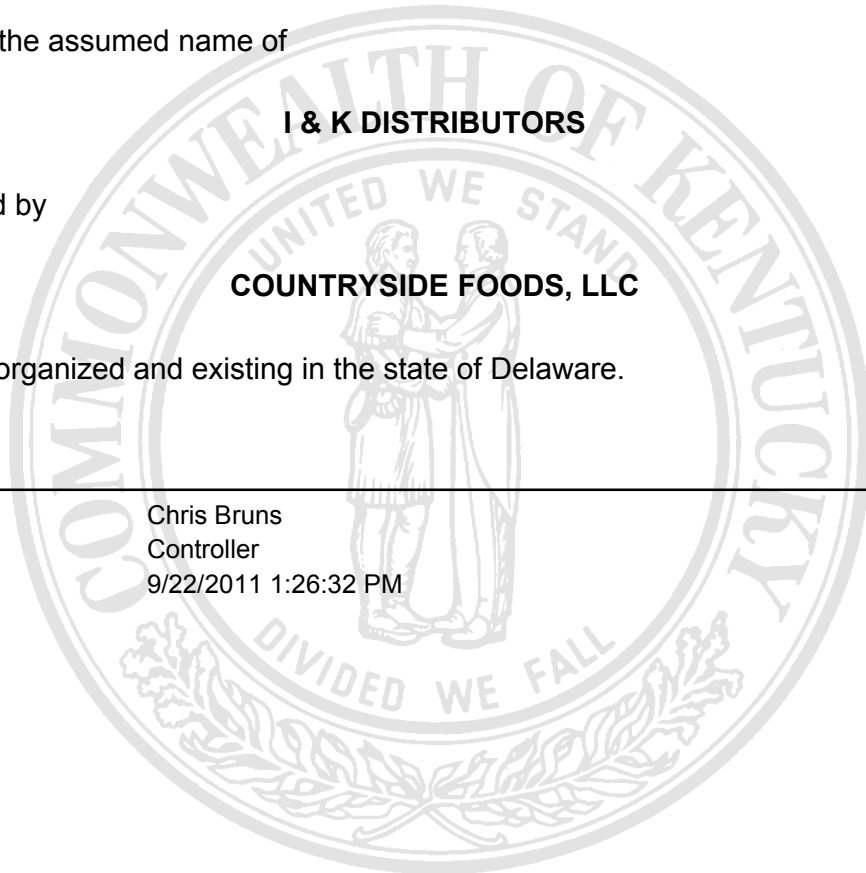 the assumed name of
I & K DISTRIBUTORS
d by
COUNTRYSIDE FOODS, LLC
organized and existing in the state of Delaware.
Chris Bruns
Controller
9/22/2011 1:26:32 PM
COMMONWEALTH OF KENTUCKY
UNITED WE STAND
DIVIDED WE FALL